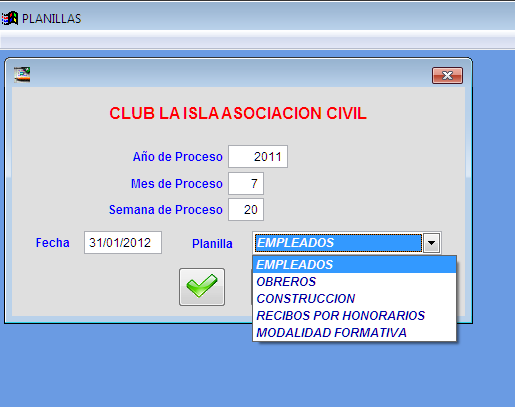 PLANILLAS
CLUB LA ISLA ASOCIACION CIVIL
Año de Proceso 2011
Mes de Proceso 7
Semana de Proceso 20
Fecha 31/01/2012 Planilla EMPLEADOS
EMPLEADOS
OBREROS
CONSTRUCCION
RECIBOS POR HONORARIOS
MODALIDAD FORMATIVA